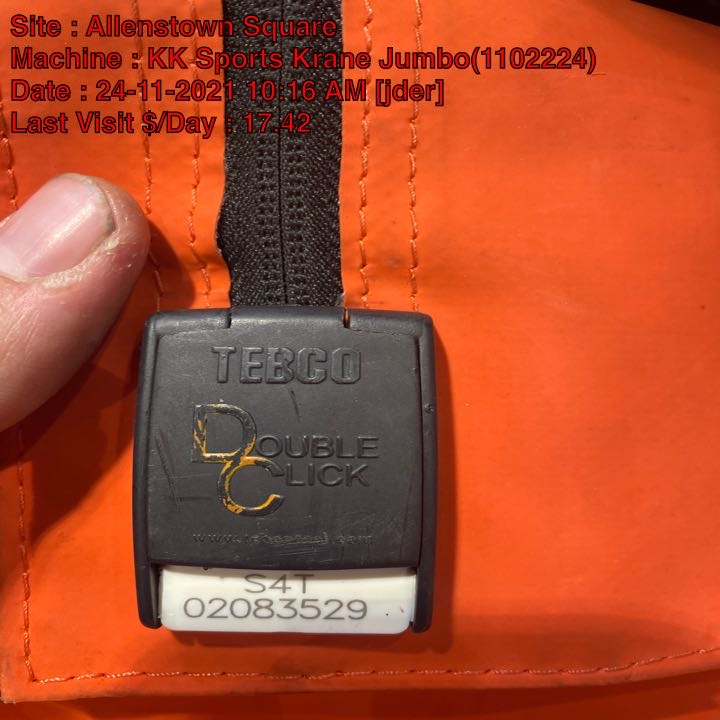 Site : Allenstown Square
Machine : KK Sports Krane Jumbo(1102224)
Date : 24-11-2021 10:16 AM [jder]
Last Visit $/Day : 17.42
TEBCO
DOUBLE
CLICK
S4T
02083529